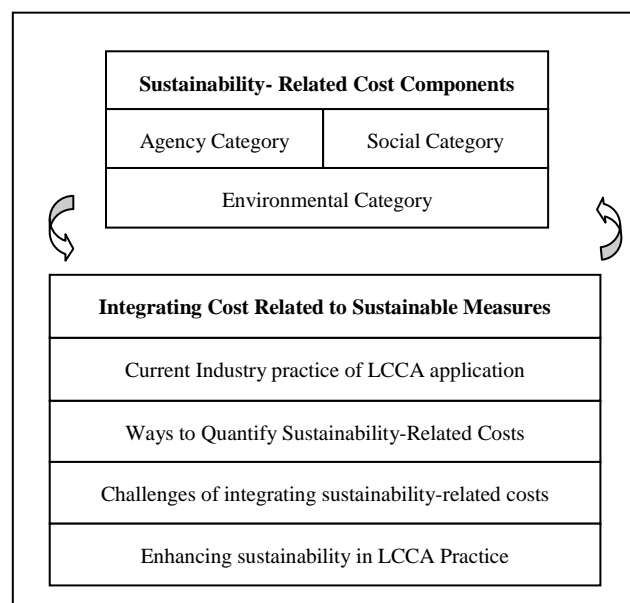 Sustainability- Related Cost Components
Agency Category
Social Category
Environmental Category
Integrating Cost Related to Sustainable Measures
Current Industry practice of LCCA application
Ways to Quantify Sustainability-Related Costs
Challenges of integrating sustainability-related costs
Enhancing sustainability in LCCA Practice